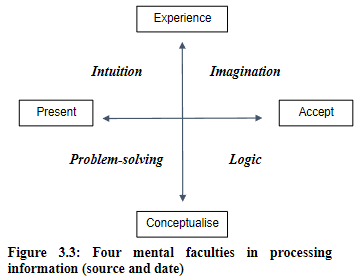 Experience
Intuition Imagination
Present Accept
Problem-solving Logic
Conceptualise
Figure 3.3: Four mental faculties in processing
information (source and date)